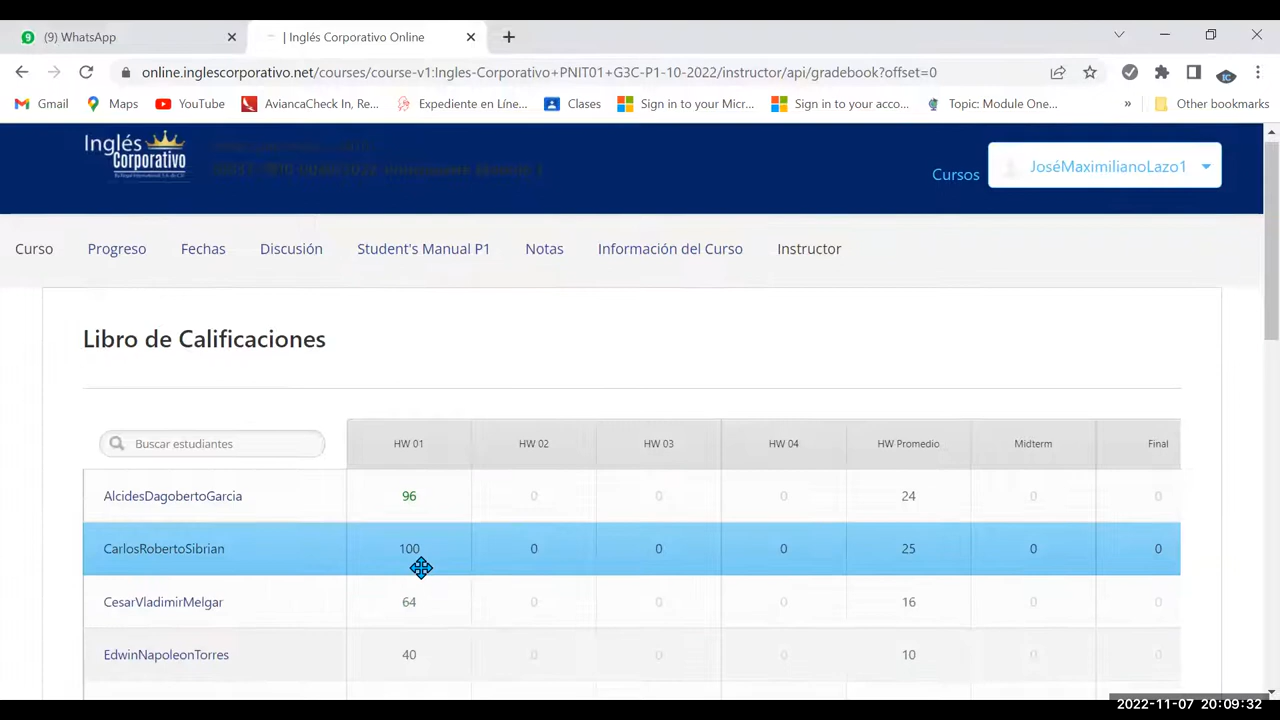 (9) WhatsApp
| Inglés Corporativo Online
online.inglescorporativo.net/courses/course-v1:Ingles-Corporativo+PNIT01+G3C-P1-10-2022/instructor/api/gradebook?offset=0
Gmail Maps YouTube AviancaCheck In, Re... Expediente en Líne... Clases Sign in to your Micr... Sign in to your acco... Topic: Module One... » Other bookmarks
Inglés
Corporativo
Cursos JoséMaximilianoLazo1
Curso Progreso Fechas Discusión Student's Manual P1 Notas Información del Curso Instructor
Libro de Calificaciones
Buscar estudiantes HW 01 HW 02 HW 03 HW 04 HW Promedio Midterm Final
AlcidesDagobertoGarcia 96 0 0 0 24 0 0
CarlosRobertoSibrian 100 0 0 0 25 0 0
CesarVladimirMelgar 64 0 0 0 16 0 0
EdwinNapoleonTorres 40 0 0 0 10 0 0
2022-11-07 20:09:32